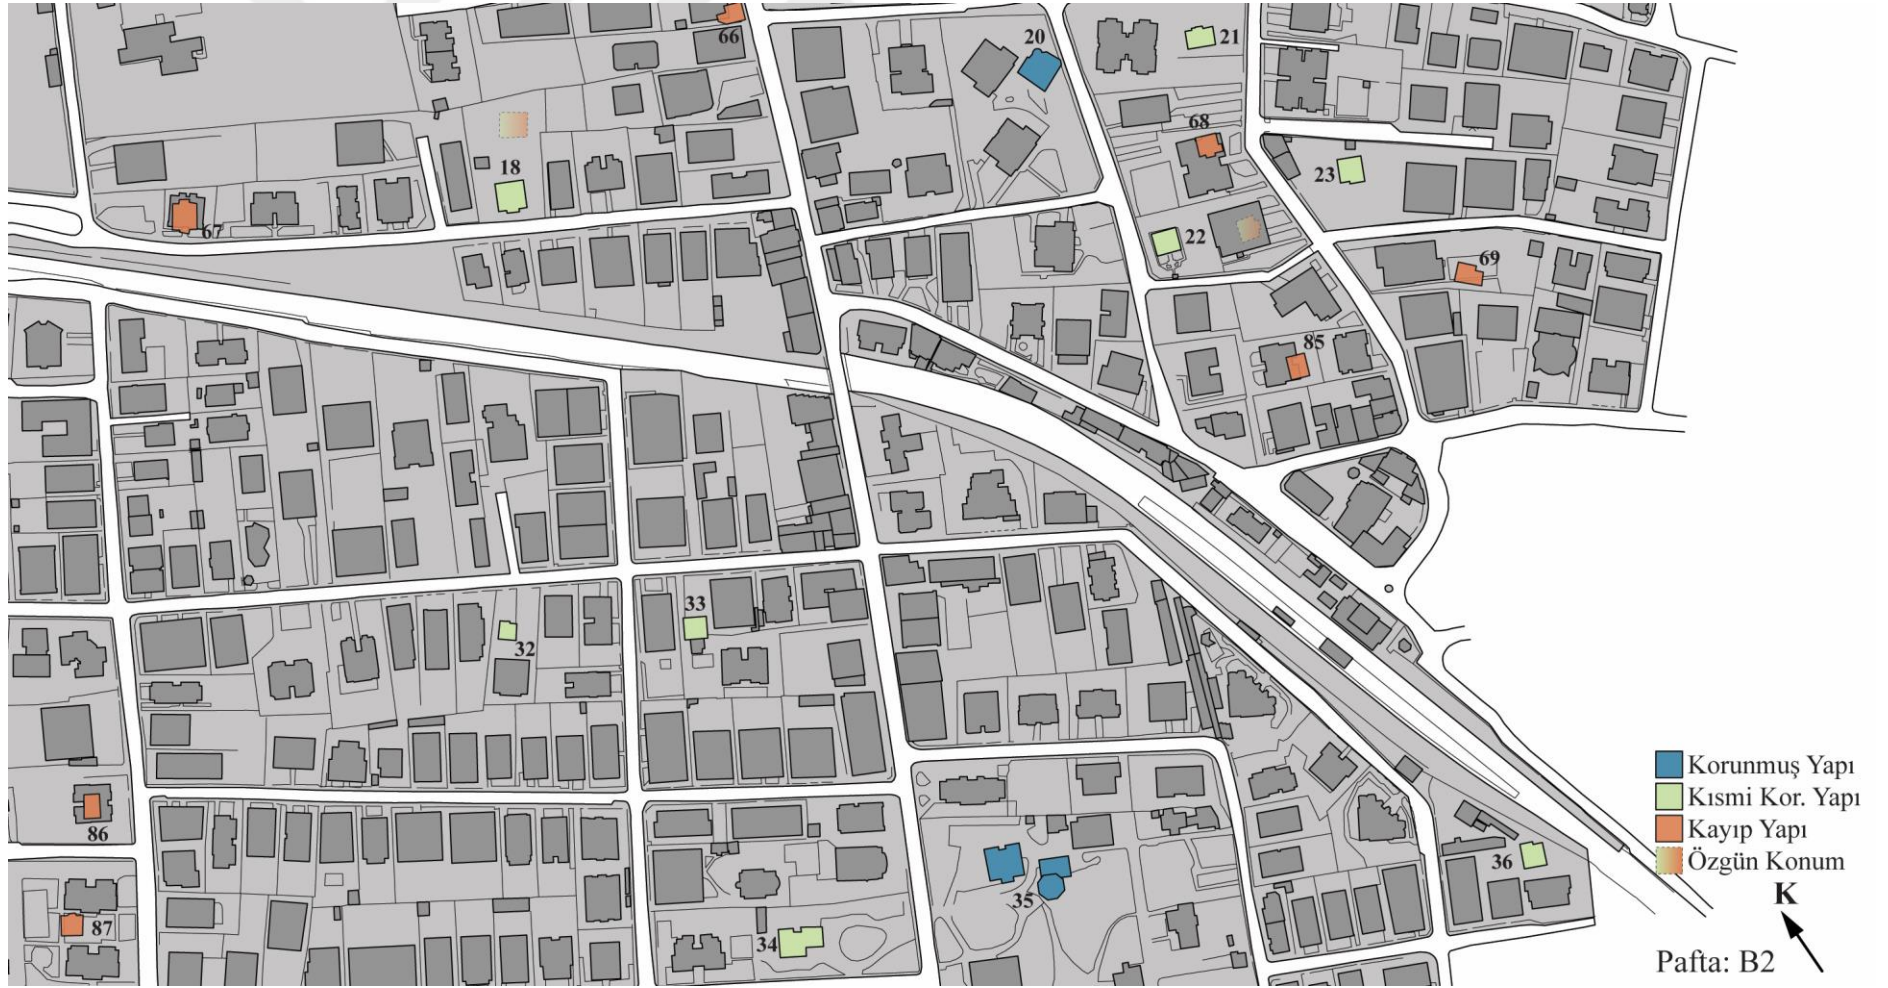 66
20
21
68
18
23
67
22
69
85
33
32
86
36
35
87
34
Korunmuş Yapı
Kısmi Kor. Yapı
Kayıp Yapı
Özgün Konum
K
Pafta: B2